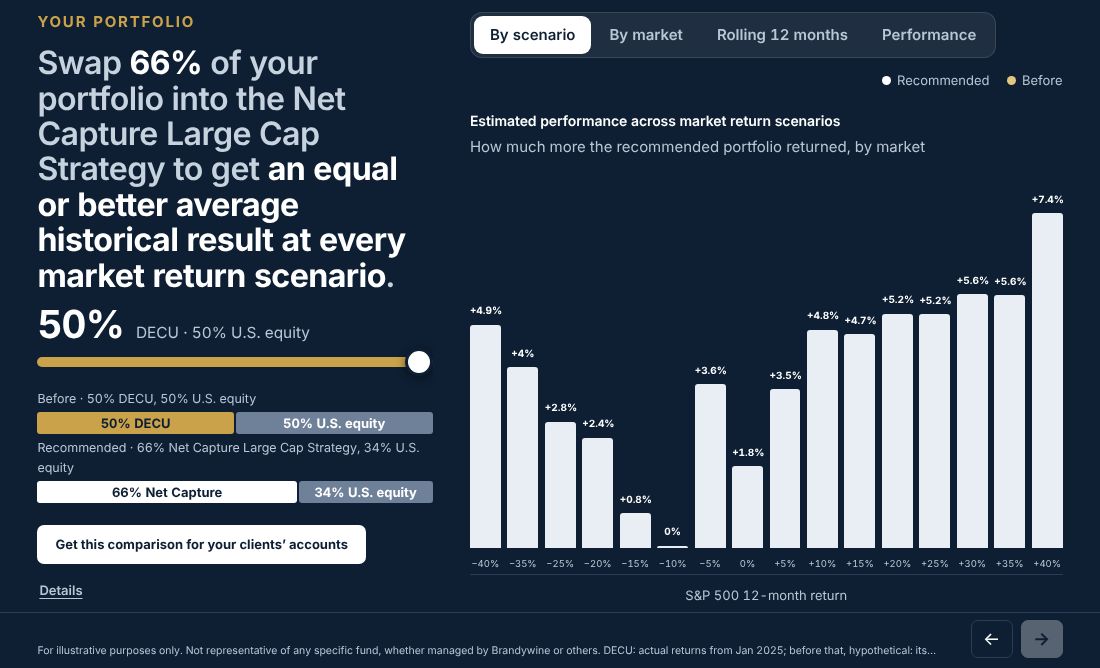 YOUR PORTFOLIO
Swap 66% of your
portfolio into the Net
Capture Large Cap
Strategy to get an equal
or better average
historical result at every
market return scenario.
50% DECU · 50% U.S. equity
Before · 50% DECU, 50% U.S. equity
50% DECU 50% U.S. equity
Recommended · 66% Net Capture Large Cap Strategy, 34% U.S.
equity
66% Net Capture 34% U.S. equity
Get this comparison for your clients’ accounts
Details
By scenario By market Rolling 12 months Performance
Recommended Before
Estimated performance across market return scenarios
How much more the recommended portfolio returned, by market
+4.9% +4% +2.8% +2.4% +0.8% 0% +3.6% +1.8% +3.5% +4.8% +4.7% +5.2% +5.2% +5.6% +5.6% +7.4%
−40% −35% −25% −20% −15% −10% −5% 0% +5% +10% +15% +20% +25% +30% +35% +40%
S&P 500 12-month return
For illustrative purposes only. Not representative of any specific fund, whether managed by Brandywine or others. DECU: actual returns from Jan 2025; before that, hypothetical: its…